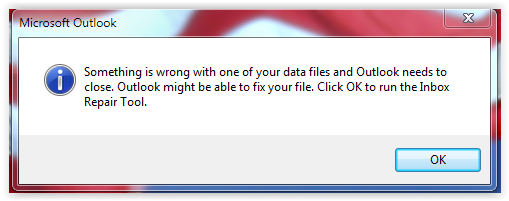 Microsoft Outlook
Something is wrong with one of your data files and Outlook needs to
close. Outlook might be able to fix your file. Click OK to run the Inbox
Repair Tool.
OK